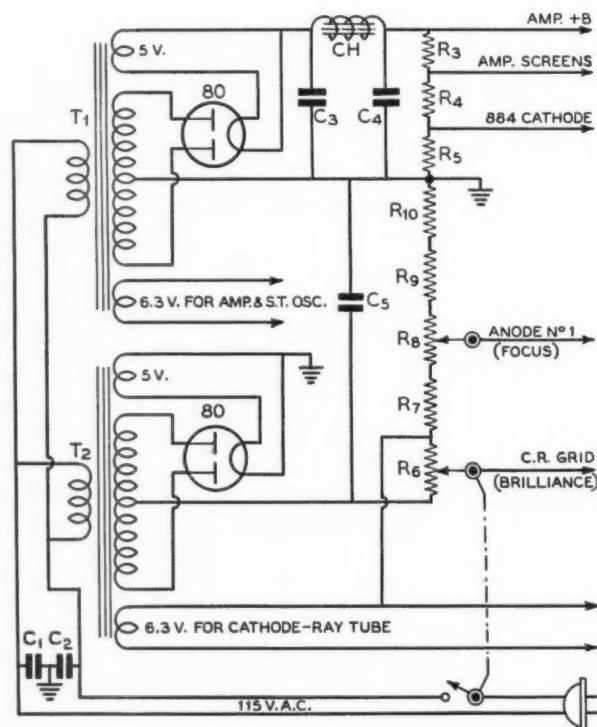 AMP. +B
5 V.
CH
R3
80
AMP. SCREENS
T1
C3
C4
R4
884 CATHODE
R5
R10
6.3 V. FOR AMP. & S.T. OSC.
C5
R9
ANODE Nº 1
(FOCUS)
R8
5 V.
80
R7
T2
C.R. GRID
(BRILLIANCE)
R6
6.3 V. FOR CATHODE-RAY TUBE
C1 C2
115 V. A.C.